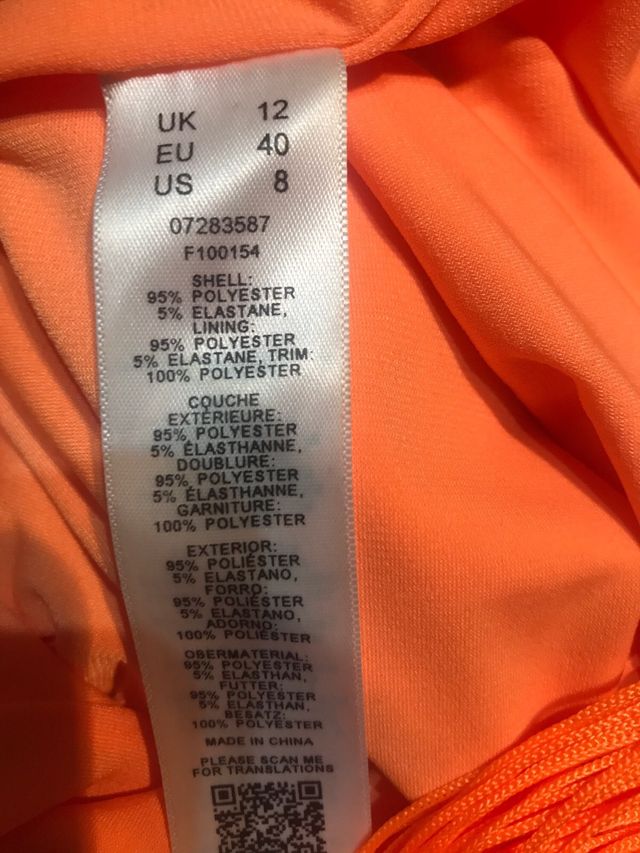 UK 12
EU 40
US 8
07283587
F100154
SHELL:
95% POLYESTER
5% ELASTANE,
LINING:
95% POLYESTER
5% ELASTANE, TRIM:
100% POLYESTER
COUCHE
EXTÉRIEURE:
95% POLYESTER
5% ÉLASTHANNE,
DOUBLURE:
95% POLYESTER
5% ÉLASTHANNE,
GARNITURE:
100% POLYESTER
EXTERIOR:
95% POLIÉSTER
5% ELASTANO,
FORRO:
95% POLIÉSTER
5% ELASTANO,
ADORNO:
100% POLIÉSTER
OBERMATERIAL:
95% POLYESTER
5% ELASTHAN,
FUTTER:
95% POLYESTER
5% ELASTHAN,
BESATZ:
100% POLYESTER
MADE IN CHINA
PLEASE SCAN ME
FOR TRANSLATIONS